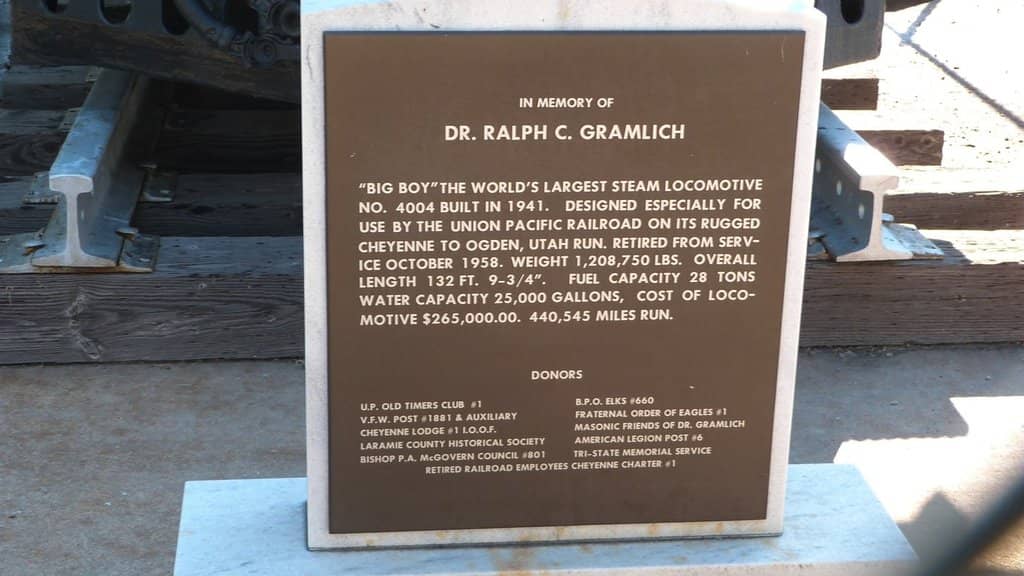 IN MEMORY OF
DR. RALPH C. GRAMLICH
"BIG BOY" THE WORLD'S LARGEST STEAM LOCOMOTIVE
NO. 4004 BUILT IN 1941. DESIGNED ESPECIALLY FOR
USE BY THE UNION PACIFIC RAILROAD ON ITS RUGGED
CHEYENNE TO OGDEN, UTAH RUN. RETIRED FROM SERV-
ICE OCTOBER 1958. WEIGHT 1,208,750 LBS. OVERALL
LENGTH 132 FT. 9-3/4". FUEL CAPACITY 28 TONS
WATER CAPACITY 25,000 GALLONS, COST OF LOCO-
MOTIVE $265,000.00. 440,545 MILES RUN.
DONORS
U.P. OLD TIMERS CLUB #1
V.F.W. POST #1881 & AUXILIARY
CHEYENNE LODGE #1 I.O.O.F.
LARAMIE COUNTY HISTORICAL SOCIETY
BISHOP P.A. McGOVERN COUNCIL #801
B.P.O. ELKS #660
FRATERNAL ORDER OF EAGLES #1
MASONIC FRIENDS OF DR. GRAMLICH
AMERICAN LEGION POST #6
TRI-STATE MEMORIAL SERVICE
RETIRED RAILROAD EMPLOYEES CHEYENNE CHARTER #1